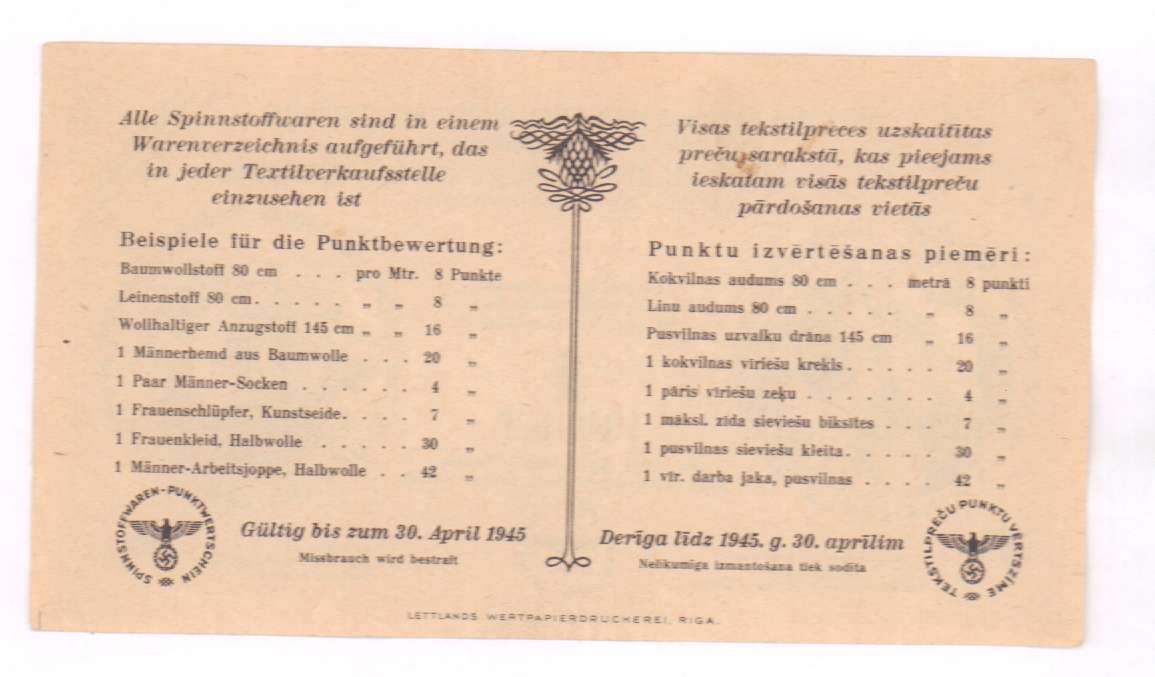 Alle Spinnstoffwaren sind in einem
Warenverzeichnis aufgeführt, das
in jeder Textilverkaufsstelle
einzusehen ist
Beispiele für die Punktbewertung:
Baumwollstoff 80 cm . . . pro Mtr. 8 Punkte
Leinenstoff 80 cm. . . . . . „ „ 8 „
Wollhaltiger Anzugstoff 145 cm „ „ 16 „
1 Männerhemd aus Baumwolle . . . 20 „
1 Paar Männer-Socken . . . . . . 4 „
1 Frauenschlüpfer, Kunstseide. . . . 7 „
1 Frauenkleid, Halbwolle . . . . . 30 „
1 Männer-Arbeitsjoppe, Halbwolle . . 42 „
SPINNSTOFFWAREN-PUNKTWERTSCHEIN
Gültig bis zum 30. April 1945
Missbrauch wird bestraft
Visas tekstilpreces uzskaitītas
preču sarakstā, kas pieejams
ieskatam visās tekstilpreču
pārdošanas vietās
Punktu izvērtēšanas piemēri:
Kokvilnas audums 80 cm . . . metrā 8 punkti
Linu audums 80 cm . . . . . „ 8 „
Pusvilnas uzvalku drāna 145 cm „ 16 „
1 kokvilnas vīriešu krekls. . . . . 20 „
1 pāris vīriešu zeķu . . . . . . . 4 „
1 māksl. zīda sieviešu biksītes . . . 7 „
1 pusvilnas sieviešu kleita. . . . . 30 „
1 vīr. darba jaka, pusvilnas . . . . 42 „
Derīga līdz 1945. g. 30. aprīlim
Nelikumīga izmantošana tiek sodīta
TEKSTILPREČU PUNKTU VĒRTSZĪME
LETTLANDS WERTPAPIERDRUCKEREI, RIGA.